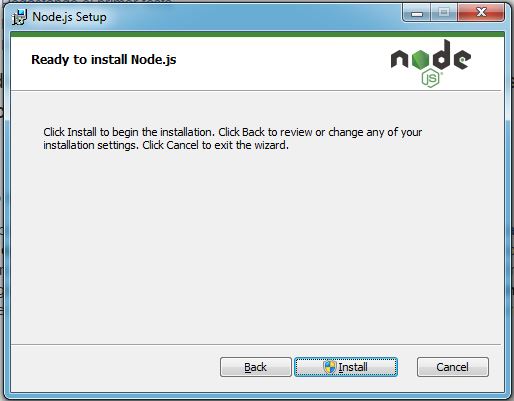 Node.js Setup
Ready to install Node.js
node
JS
Click Install to begin the installation. Click Back to review or change any of your
installation settings. Click Cancel to exit the wizard.
Back
Install
Cancel